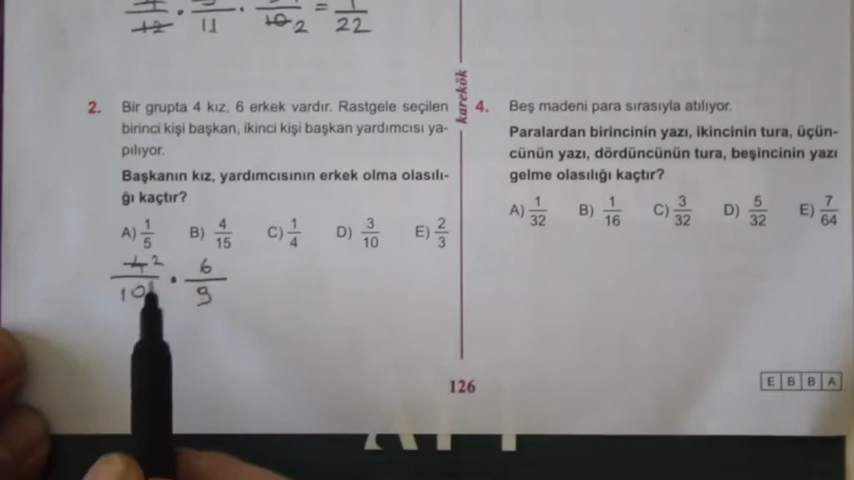 12 . 11 . 10 2 = 22
2. Bir grupta 4 kız, 6 erkek vardır. Rastgele seçilen
birinci kişi başkan, ikinci kişi başkan yardımcısı ya-
pılıyor.
Başkanın kız, yardımcısının erkek olma olasılı-
ğı kaçtır?
A) 1/5 B) 4/15 C) 1/4 D) 3/10 E) 2/3
4 2/10 . 6/9
karekök
4. Beş madeni para sırasıyla atılıyor.
Paralardan birincinin yazı, ikincinin tura, üçün-
cünün yazı, dördüncünün tura, beşincinin yazı
gelme olasılığı kaçtır?
A) 1/32 B) 1/16 C) 3/32 D) 5/32 E) 7/64
126
E B B A